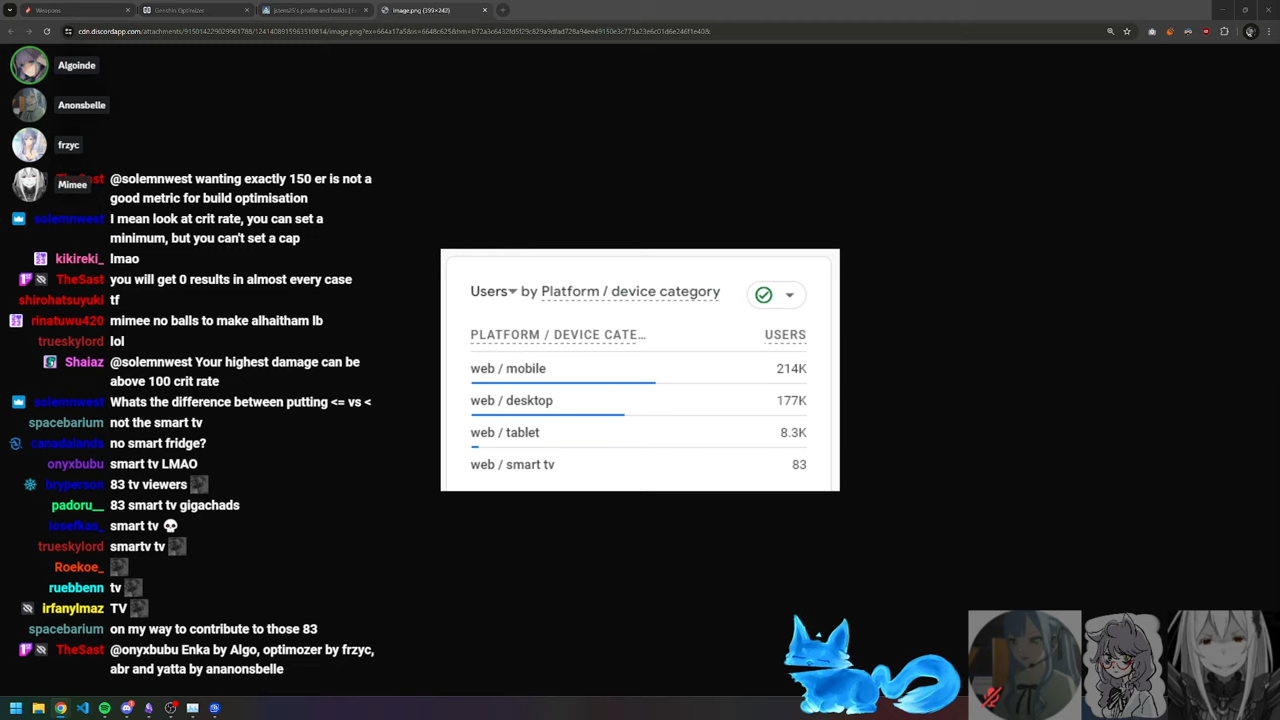 Weapons
Genshin Optimizer
image.png (399×242)
Algoinde
Anonsbelle
frzyc
Mimee
@solemnwest wanting exactly 150 er is not a
good metric for build optimisation
solemnwest I mean look at crit rate, you can set a
minimum, but you can't set a cap
kikireki_ lmao
TheSast you will get 0 results in almost every case
shirohatsuyuki tf
rinatuwu420 mimee no balls to make alhaitham lb
trueskylord lol
Shaiaz @solemnwest Your highest damage can be
above 100 crit rate
solemnwest Whats the difference between putting <= vs <
spacebarium not the smart tv
canadalands no smart fridge?
onyxbubu smart tv LMAO
bryperson 83 tv viewers
padoru__ 83 smart tv gigachads
iosefkas_ smart tv 💀
trueskylord smartv tv
Roekoe_
ruebbenn tv
irfanylmaz TV
spacebarium on my way to contribute to those 83
TheSast @onyxbubu Enka by Algo, optimozer by frzyc,
abr and yatta by ananonsbelle
Users by Platform / device category
PLATFORM / DEVICE CATE... USERS
web / mobile 214K
web / desktop 177K
web / tablet 8.3K
web / smart tv 83